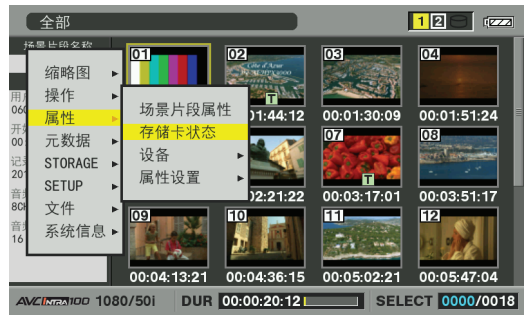 全部
1 2
场景片段名称
缩略图
操作
属性
元数据
STORAGE
SETUP
文件
系统信息
场景片段属性
存储卡状态
设备
属性设置
01 02 03 04
Côte d'Azur
T
01:44:12 00:01:30:09 00:01:51:24
07 08
T
02:21:22 00:03:17:01 00:03:51:17
09 10 11 12
00:04:13:21 00:04:36:15 00:05:02:21 00:05:47:04
AVC INTRA 100 1080/50i DUR 00:00:20:12 SELECT 0000/0018